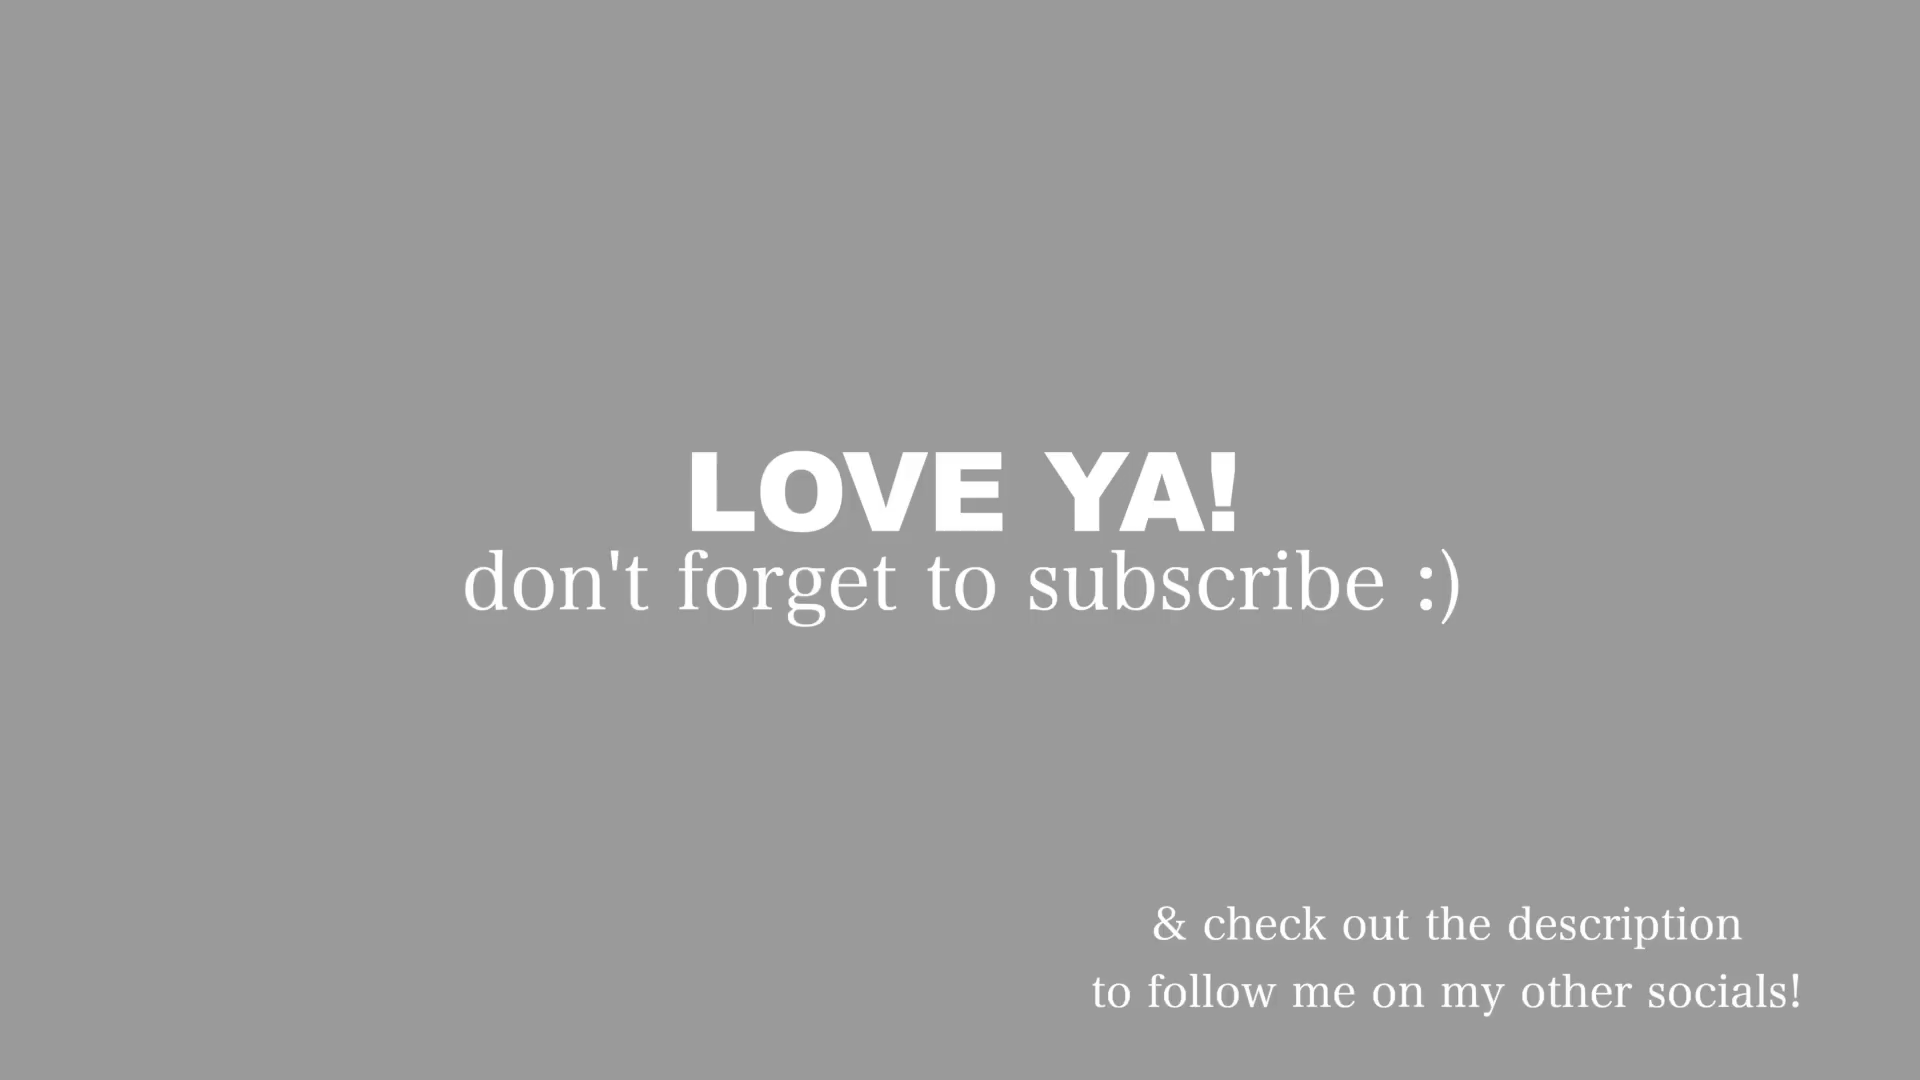 LOVE YA!
don't forget to subscribe :)
& check out the description
to follow me on my other socials!